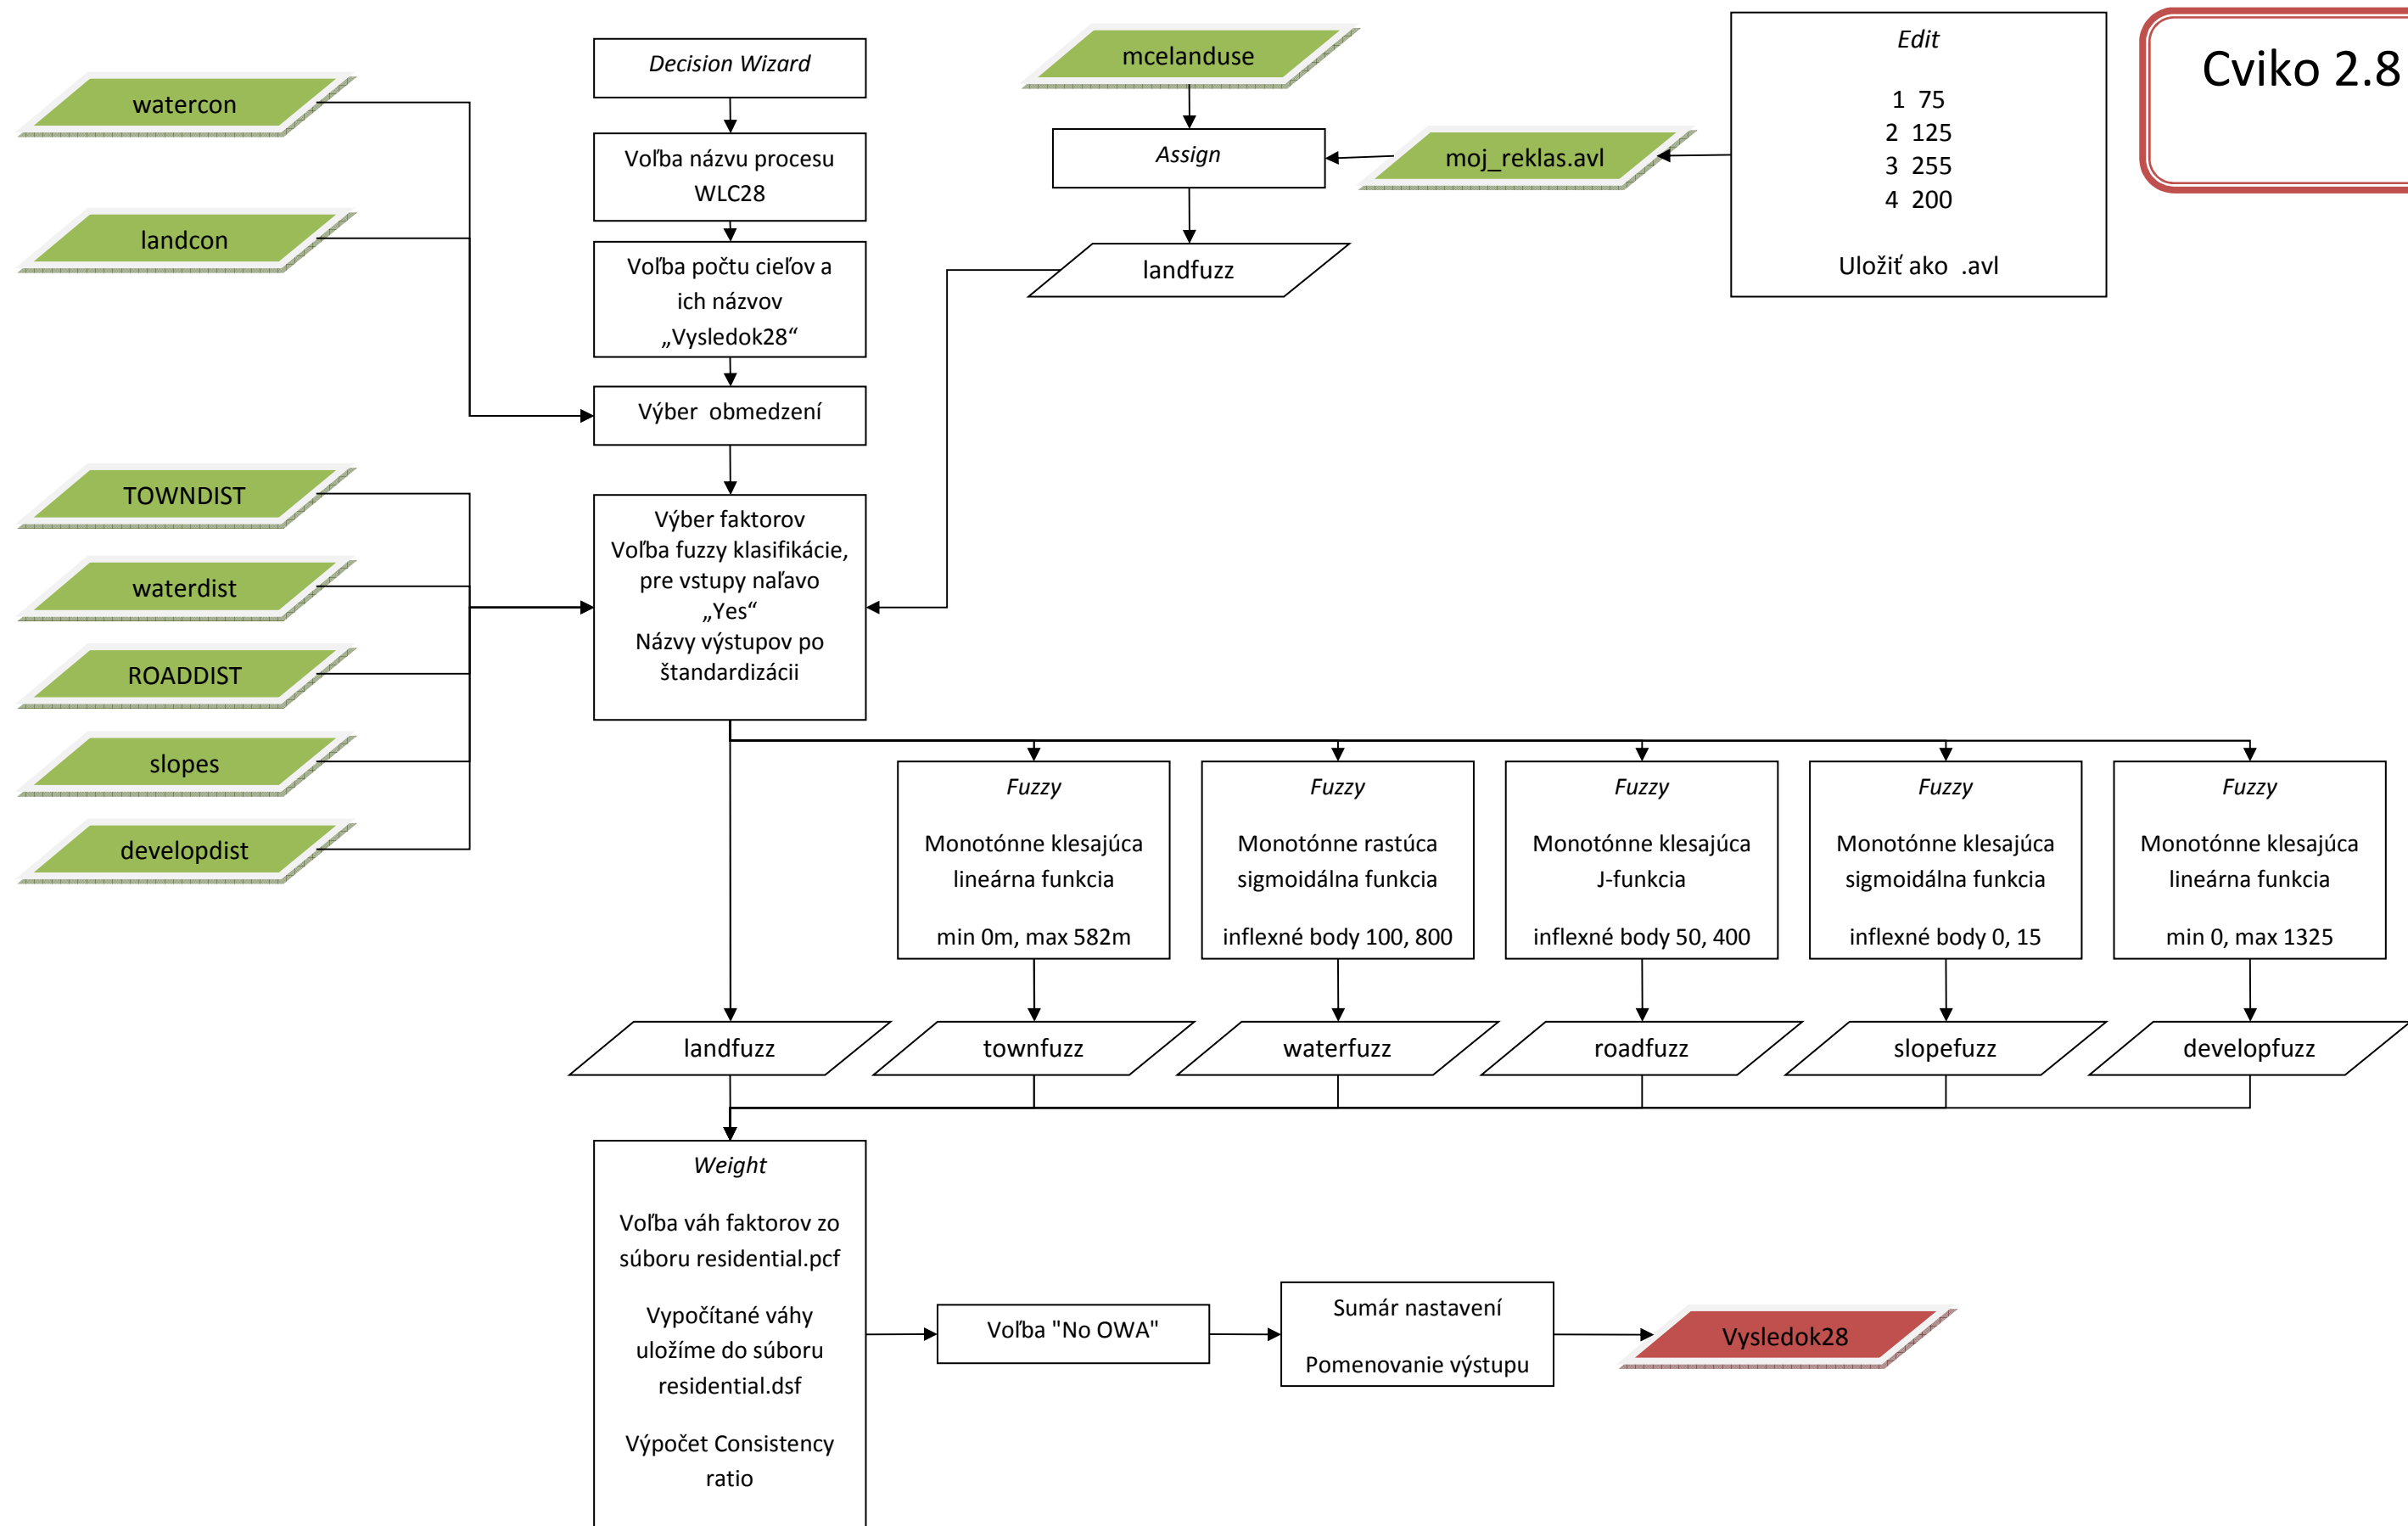 Cviko 2.8
watercon
landcon
TOWNDIST
waterdist
ROADDIST
slopes
developdist
Decision Wizard
Voľba názvu procesu
WLC28
Voľba počtu cieľov a
ich názvov
„Vysledok28“
Výber  obmedzení
Výber faktorov
Voľba fuzzy klasifikácie,
pre vstupy naľavo
„Yes“
Názvy výstupov po
štandardizácii
mcelanduse
Assign
landfuzz
moj_reklas.avl
Edit
1  75
2  125
3  255
4  200
Uložiť ako  .avl
Fuzzy
Monotónne klesajúca
lineárna funkcia
min 0m, max 582m
Fuzzy
Monotónne rastúca
sigmoidálna funkcia
inflexné body 100, 800
Fuzzy
Monotónne klesajúca
J-funkcia
inflexné body 50, 400
Fuzzy
Monotónne klesajúca
sigmoidálna funkcia
inflexné body 0, 15
Fuzzy
Monotónne klesajúca
lineárna funkcia
min 0, max 1325
landfuzz
townfuzz
waterfuzz
roadfuzz
slopefuzz
developfuzz
Weight
Voľba váh faktorov zo
súboru residential.pcf
Vypočítané váhy
uložíme do súboru
residential.dsf
Výpočet Consistency
ratio
Voľba "No OWA"
Sumár nastavení
Pomenovanie výstupu
Vysledok28